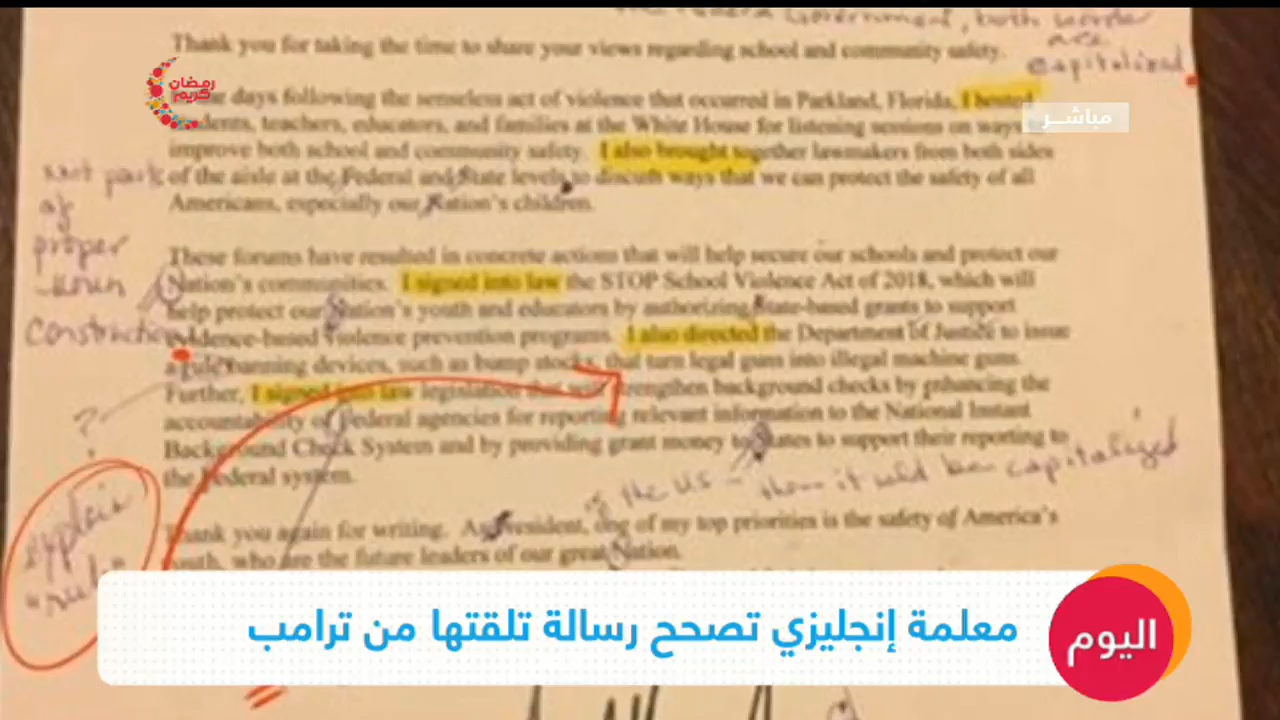 Government, both words
are
capitalized
Thank you for taking the time to share your views regarding school and community safety.
رمضان
كريم
مباشر
days following the senseless act of violence that occurred in Parkland, Florida, I hosted
students, teachers, educators, and families at the White House for listening sessions on ways
improve both school and community safety. I also brought together lawmakers from both sides
of the aisle at the Federal and State levels to discuss ways that we can protect the safety of all
Americans, especially our Nation's children.
not part
of
proper
noun
construction
These forums have resulted in concrete actions that will help secure our schools and protect our
Nation's communities. I signed into law the STOP School Violence Act of 2018, which will
help protect our Nation's youth and educators by authorizing State-based grants to support
evidence-based violence prevention programs. I also directed the Department of Justice to issue
a rule banning devices, such as bump stocks, that turn legal guns into illegal machine guns.
Further, I signed into law legislation that will strengthen background checks by enhancing the
accountability of Federal agencies for reporting relevant information to the National Instant
Background Check System and by providing grant money to States to support their reporting to
the Federal system.
?
explain
"rule"
of the US - then it would be capitalized
Thank you again for writing. As President, one of my top priorities is the safety of America's
youth, who are the future leaders of our great Nation.
معلمة إنجليزي تصحح رسالة تلقتها من ترامب
اليوم